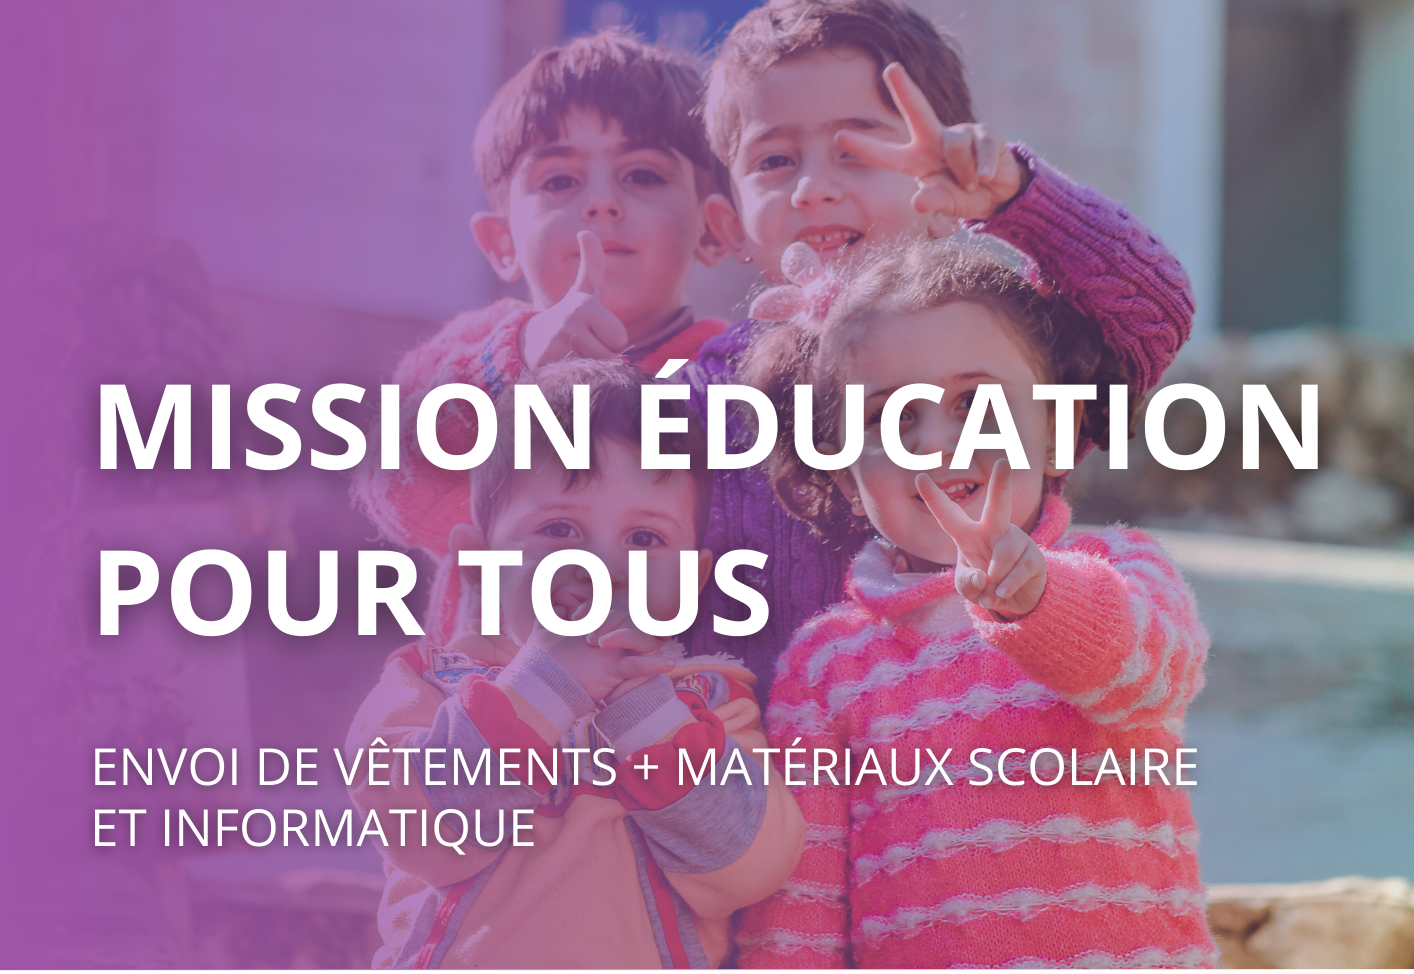 MISSION ÉDUCATION
POUR TOUS
ENVOI DE VÊTEMENTS + MATÉRIAUX SCOLAIRE
ET INFORMATIQUE